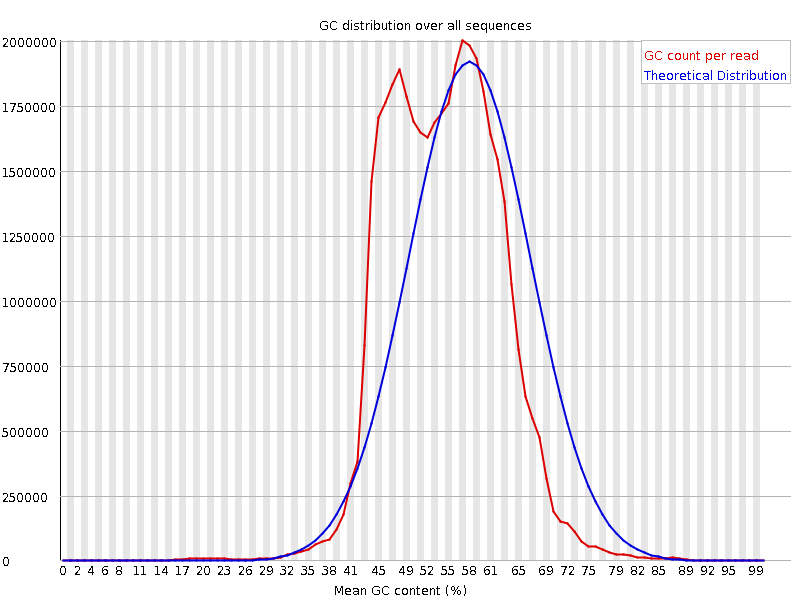 GC distribution over all sequences
GC count per read
Theoretical Distribution
2000000
1750000
1500000
1250000
1000000
750000
500000
250000
0
0 2 4 6 8 11 14 17 20 23 26 29 32 35 38 41 45 49 52 55 58 61 65 69 72 75 79 82 85 89 92 95 99
Mean GC content (%)